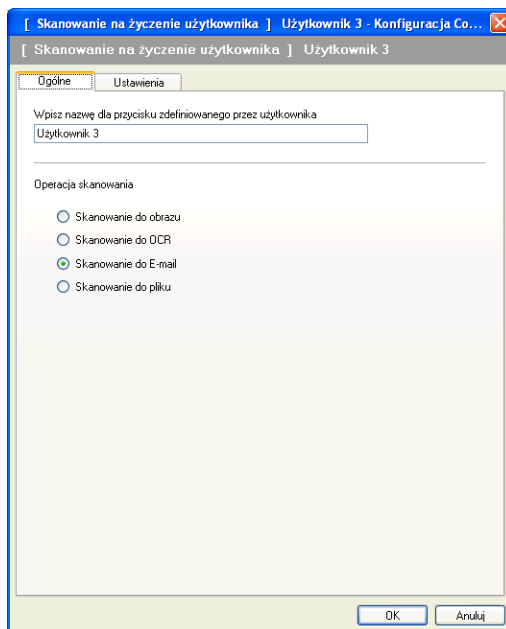 [ Skanowanie na życzenie użytkownika ] Użytkownik 3 - Konfiguracja Co...
[ Skanowanie na życzenie użytkownika ] Użytkownik 3
Ogólne Ustawienia
Wpisz nazwę dla przycisku zdefiniowanego przez użytkownika
Użytkownik 3
Operacja skanowania
Skanowanie do obrazu
Skanowanie do OCR
Skanowanie do E-mail
Skanowanie do pliku
OK Anuluj